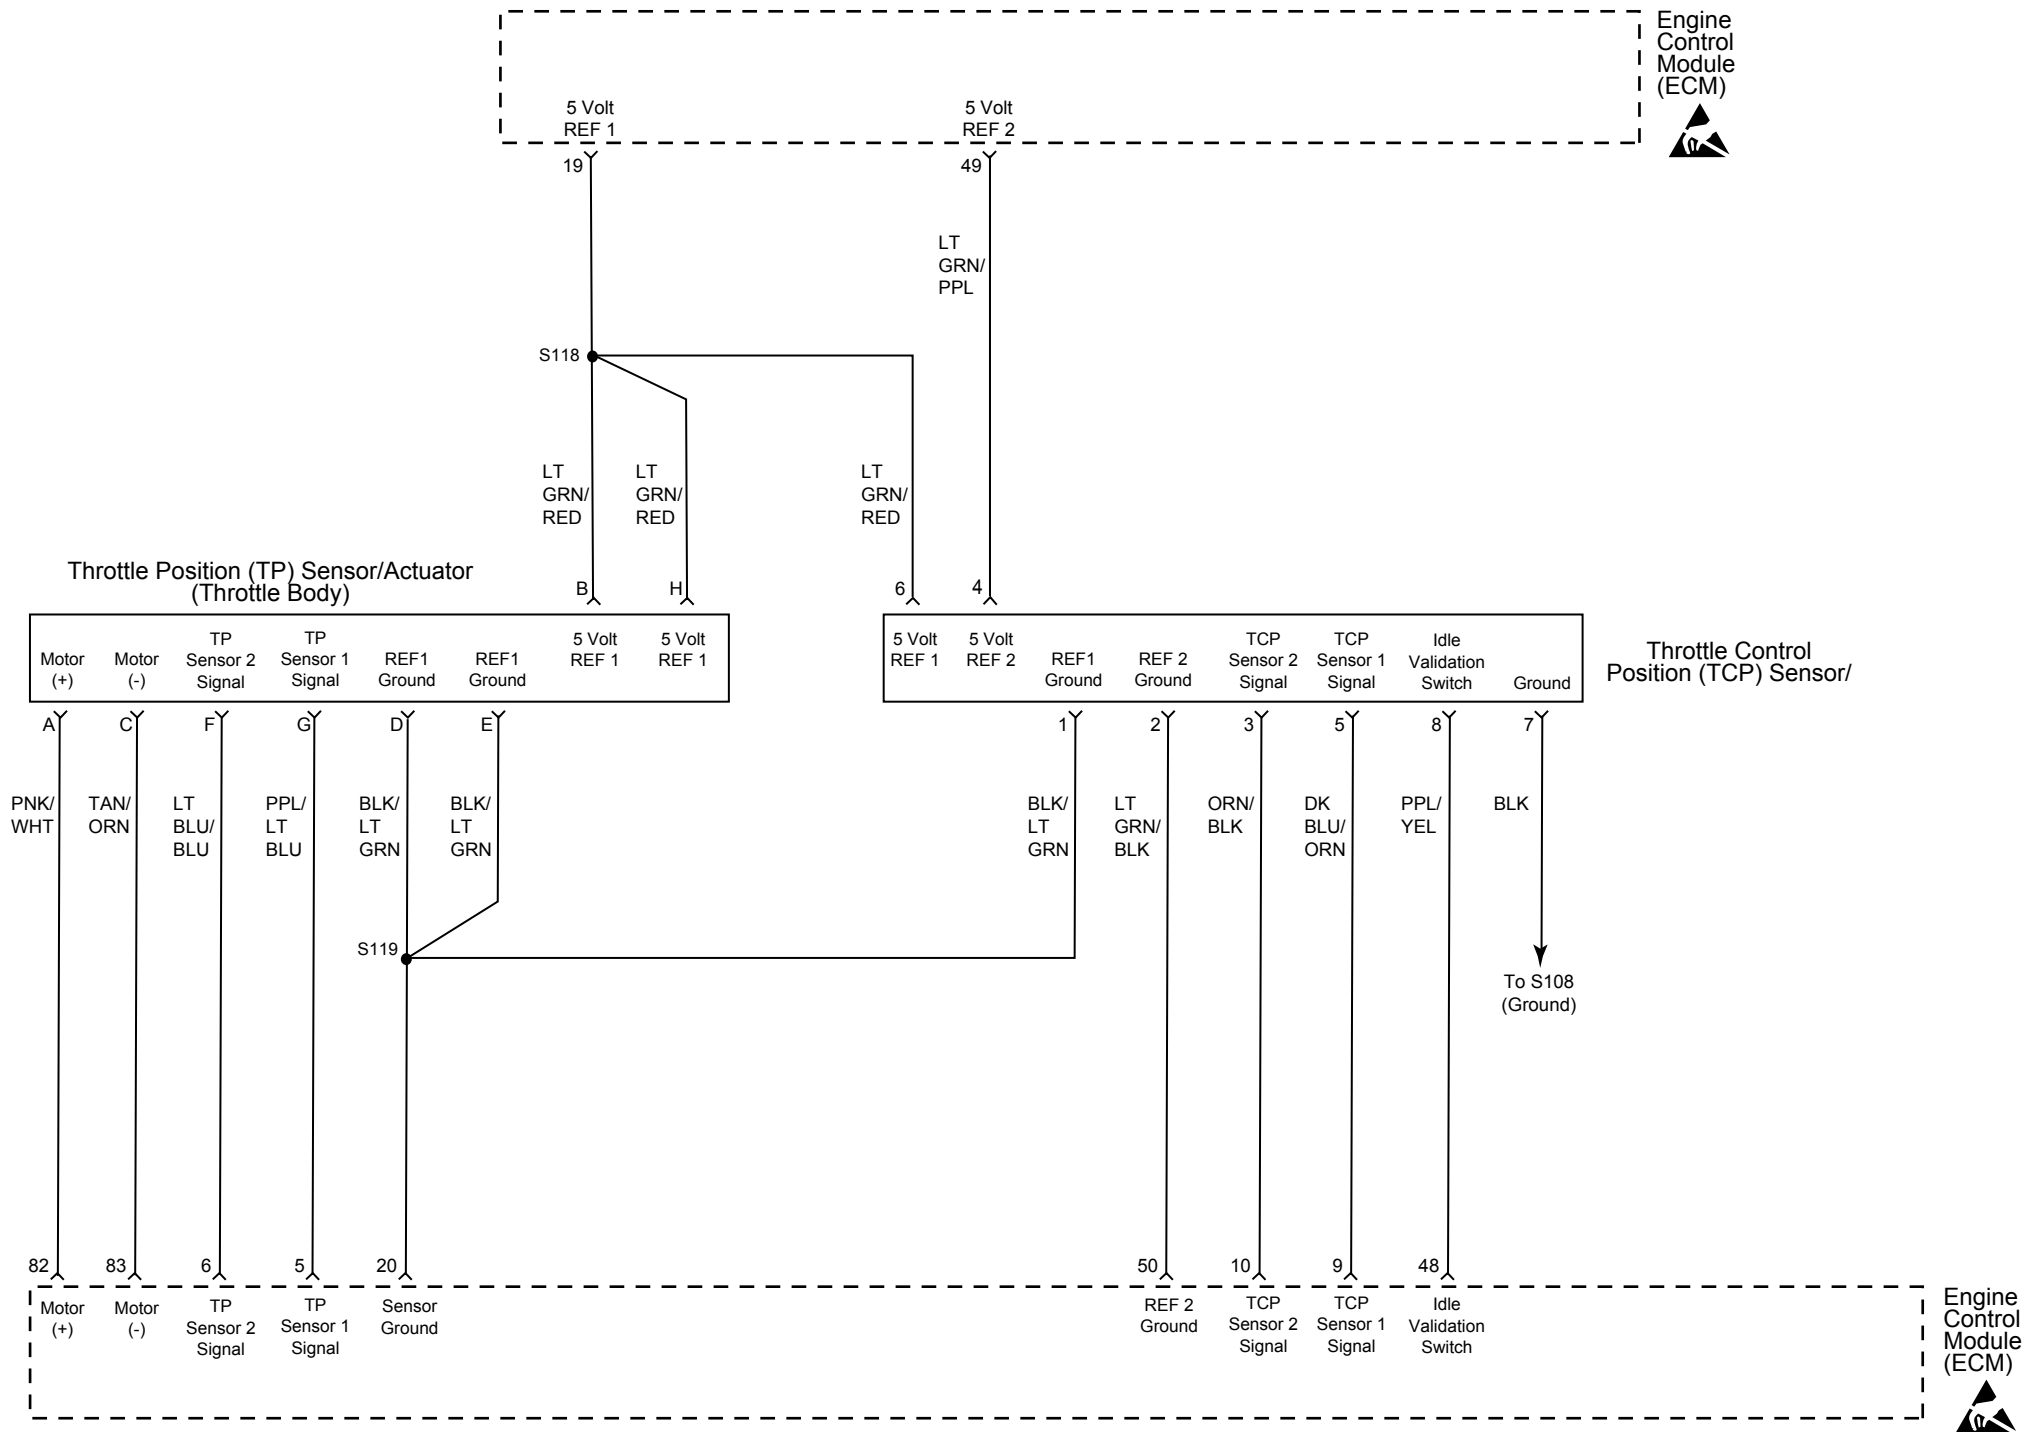 Engine
Control
Module
(ECM)
5 Volt
REF 1
5 Volt
REF 2
19
49
LT
GRN/
PPL
S118
LT
GRN/
RED
LT
GRN/
RED
LT
GRN/
RED
Throttle Position (TP) Sensor/Actuator
(Throttle Body)
B
H
6
4
Motor
(+)
Motor
(-)
TP
Sensor 2
Signal
TP
Sensor 1
Signal
REF1
Ground
REF1
Ground
5 Volt
REF 1
5 Volt
REF 1
5 Volt
REF 1
5 Volt
REF 2
REF1
Ground
REF 2
Ground
TCP
Sensor 2
Signal
TCP
Sensor 1
Signal
Idle
Validation
Switch
Ground
Throttle Control
Position (TCP) Sensor/
A
C
F
G
D
E
1
2
3
5
8
7
PNK/
WHT
TAN/
ORN
LT
BLU/
BLU
PPL/
LT
BLU
BLK/
LT
GRN
BLK/
LT
GRN
BLK/
LT
GRN
LT
GRN/
BLK
ORN/
BLK
DK
BLU/
ORN
PPL/
YEL
BLK
S119
To S108
(Ground)
82
83
6
5
20
50
10
9
48
Motor
(+)
Motor
(-)
TP
Sensor 2
Signal
TP
Sensor 1
Signal
Sensor
Ground
REF 2
Ground
TCP
Sensor 2
Signal
TCP
Sensor 1
Signal
Idle
Validation
Switch
Engine
Control
Module
(ECM)